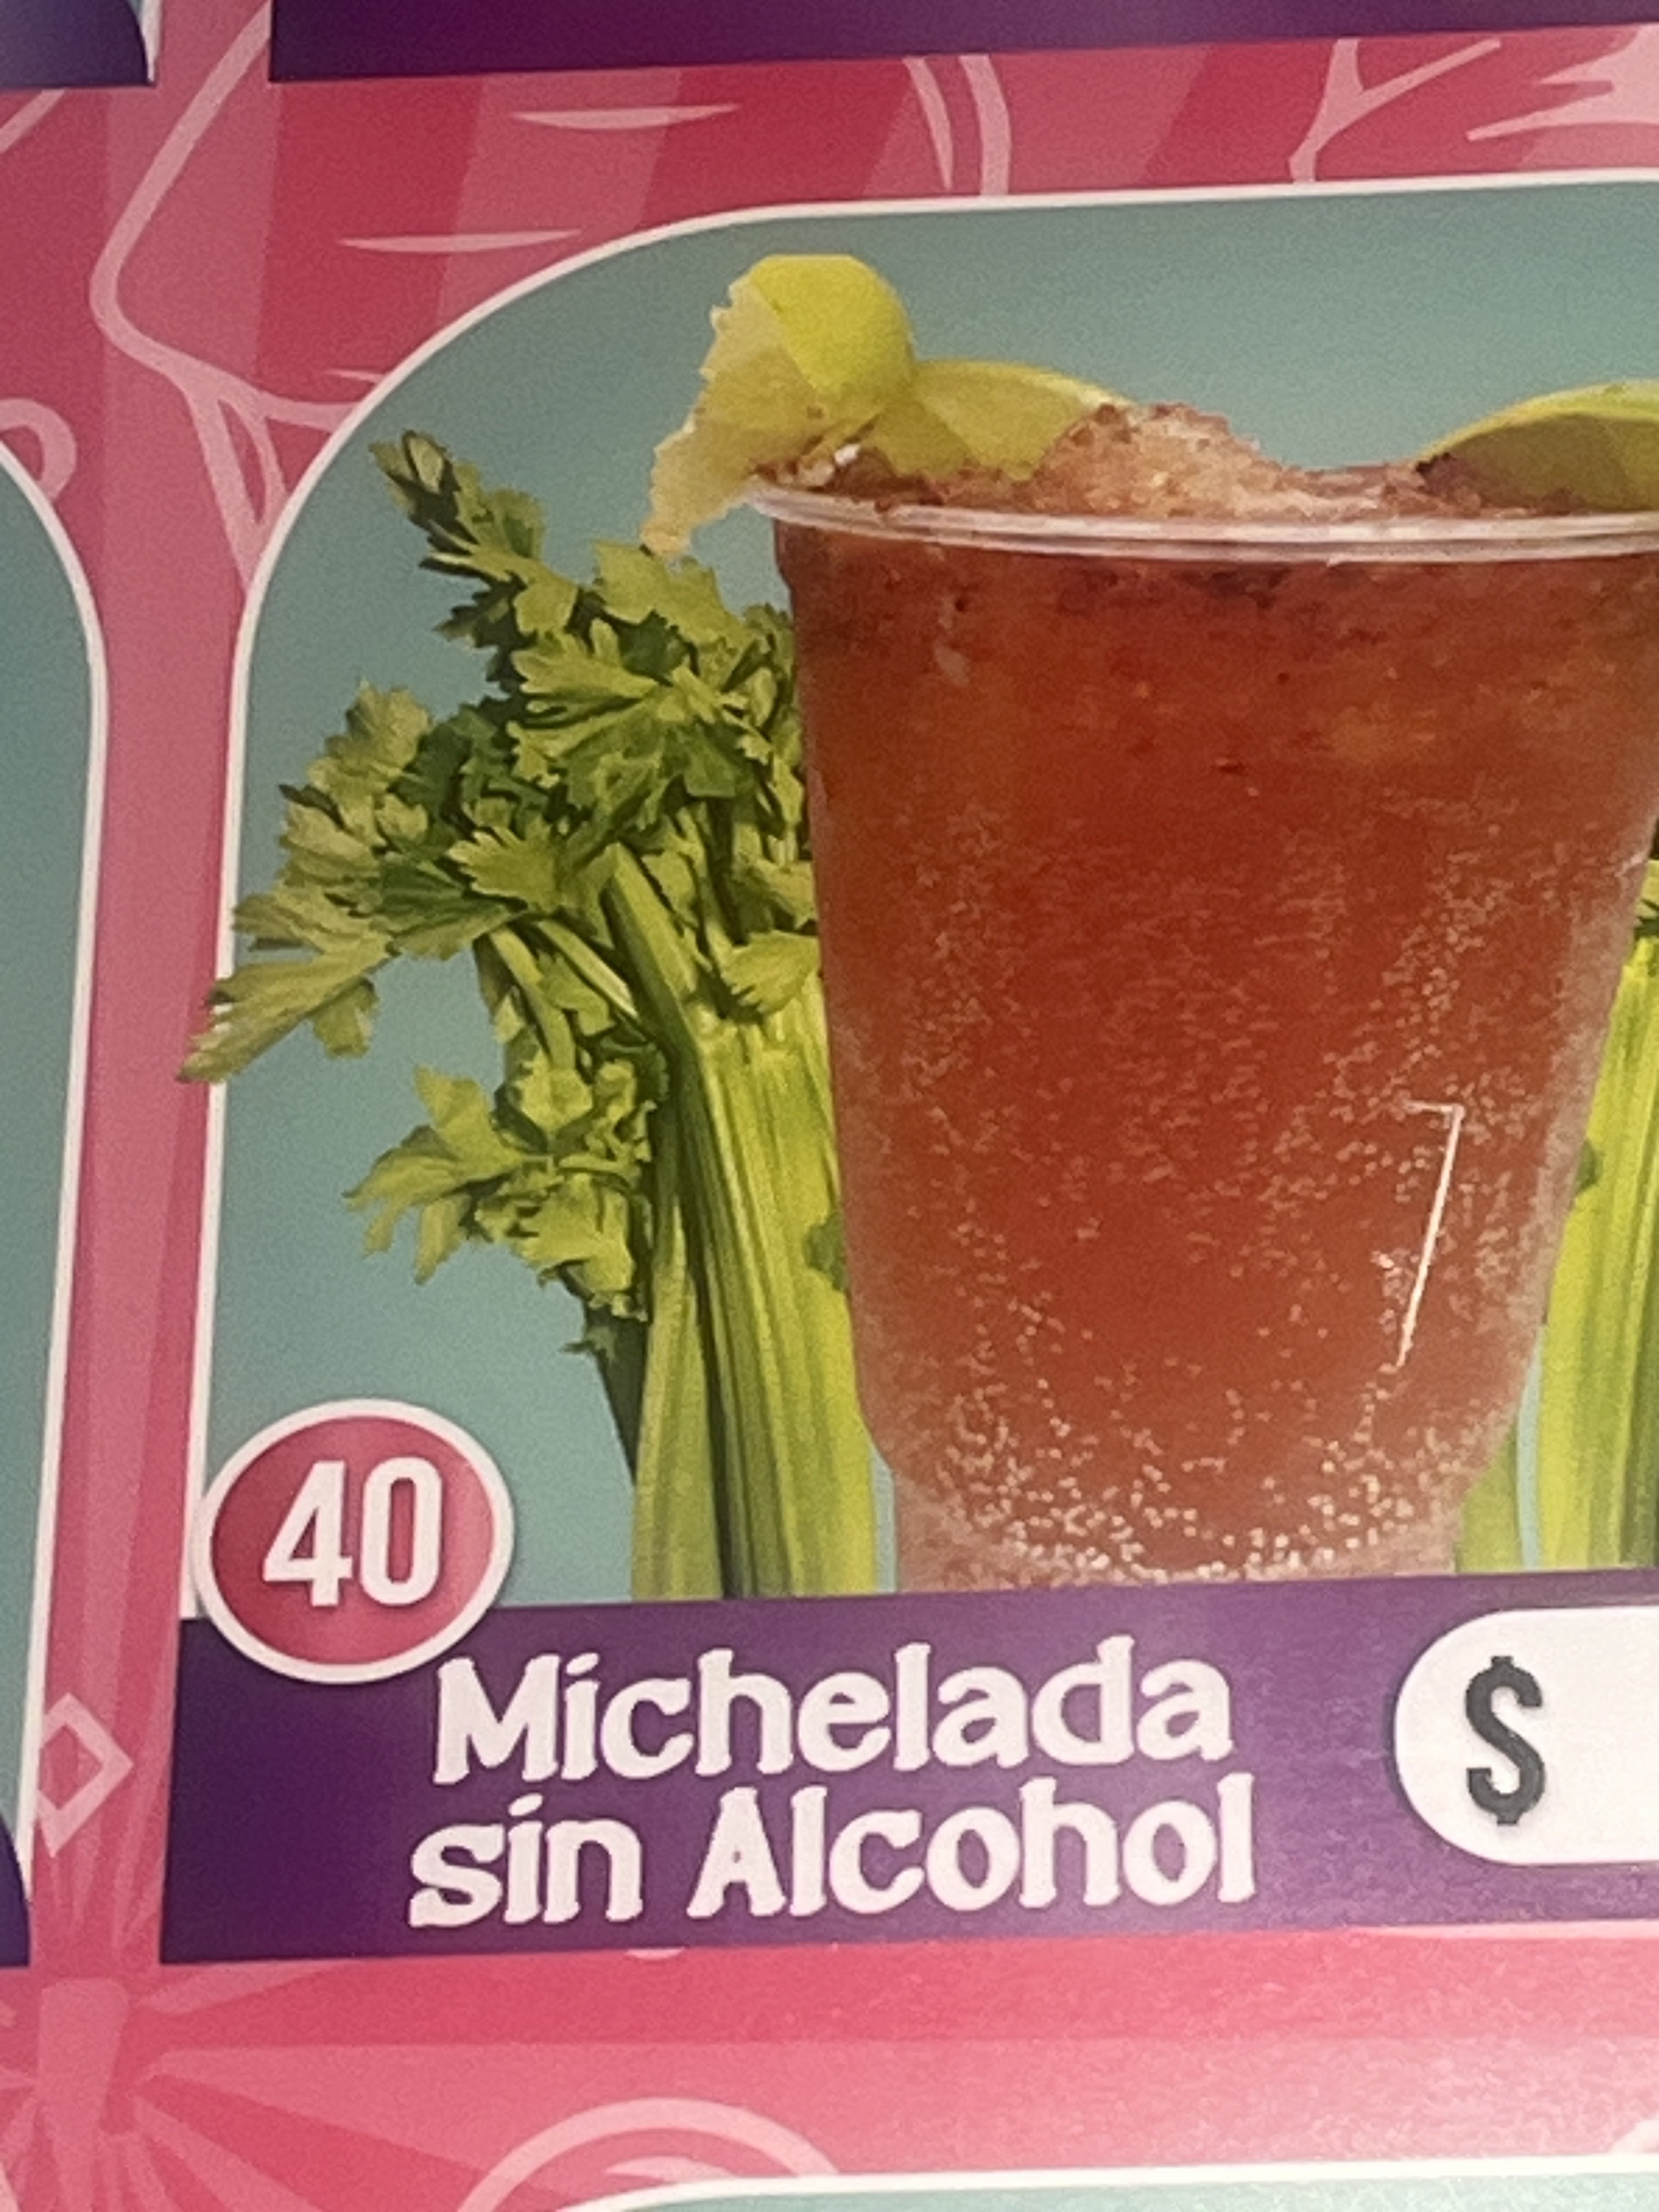 40
Michelada
sin Alcohol
$